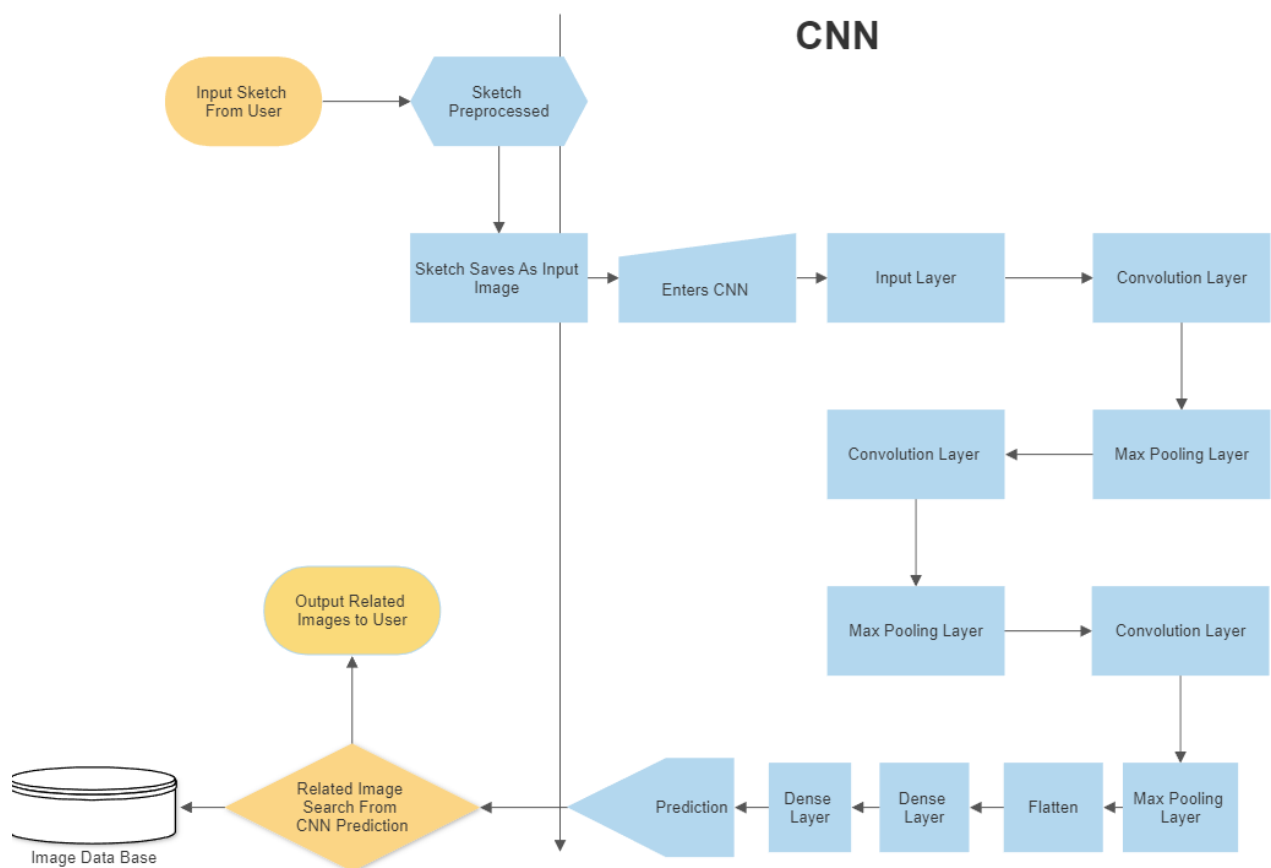 CNN
Input Sketch
From User
Sketch
Preprocessed
Sketch Saves As Input
Image
Enters CNN
Input Layer
Convolution Layer
Convolution Layer
Max Pooling Layer
Max Pooling Layer
Convolution Layer
Output Related
Images to User
Related Image
Search From
CNN Prediction
Prediction
Dense
Layer
Dense
Layer
Flatten
Max Pooling
Layer
Image Data Base